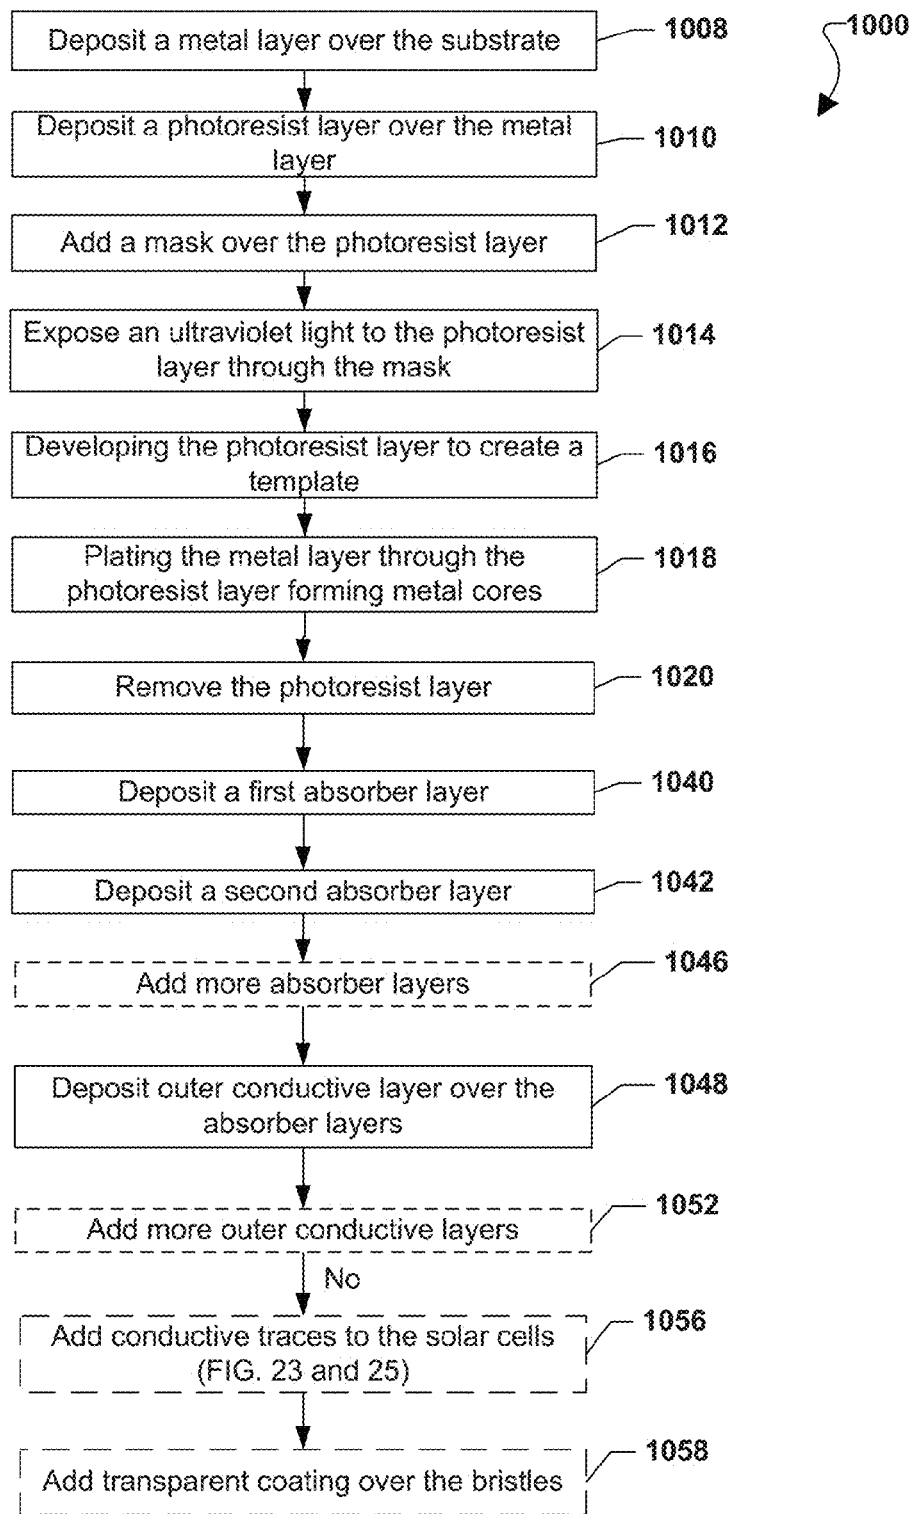 Deposit a metal layer over the substrate
1008
1000
Deposit a photoresist layer over the metal
layer
1010
Add a mask over the photoresist layer
1012
Expose an ultraviolet light to the photoresist
layer through the mask
1014
Developing the photoresist layer to create a
template
1016
Plating the metal layer through the
photoresist layer forming metal cores
1018
Remove the photoresist layer
1020
Deposit a first absorber layer
1040
Deposit a second absorber layer
1042
Add more absorber layers
1046
Deposit outer conductive layer over the
absorber layers
1048
Add more outer conductive layers
1052
No
Add conductive traces to the solar cells
(FIG. 23 and 25)
1056
Add transparent coating over the bristles
1058